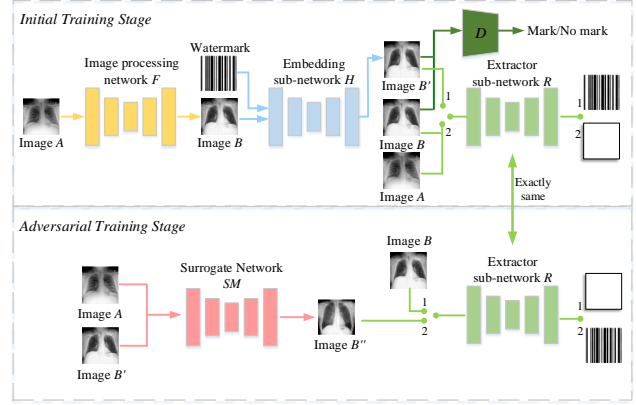 Initial Training Stage
Image processing
network F
Watermark
Embedding
sub-network H
Image A
Image B
Image B'
D
Mark/No mark
Extractor
sub-network R
1
2
Image B
Image A
1
2
Exactly
same
Adversarial Training Stage
Surrogate Network
SM
Image A
Image B'
Image B''
Image B
1
2
Extractor
sub-network R
1
2